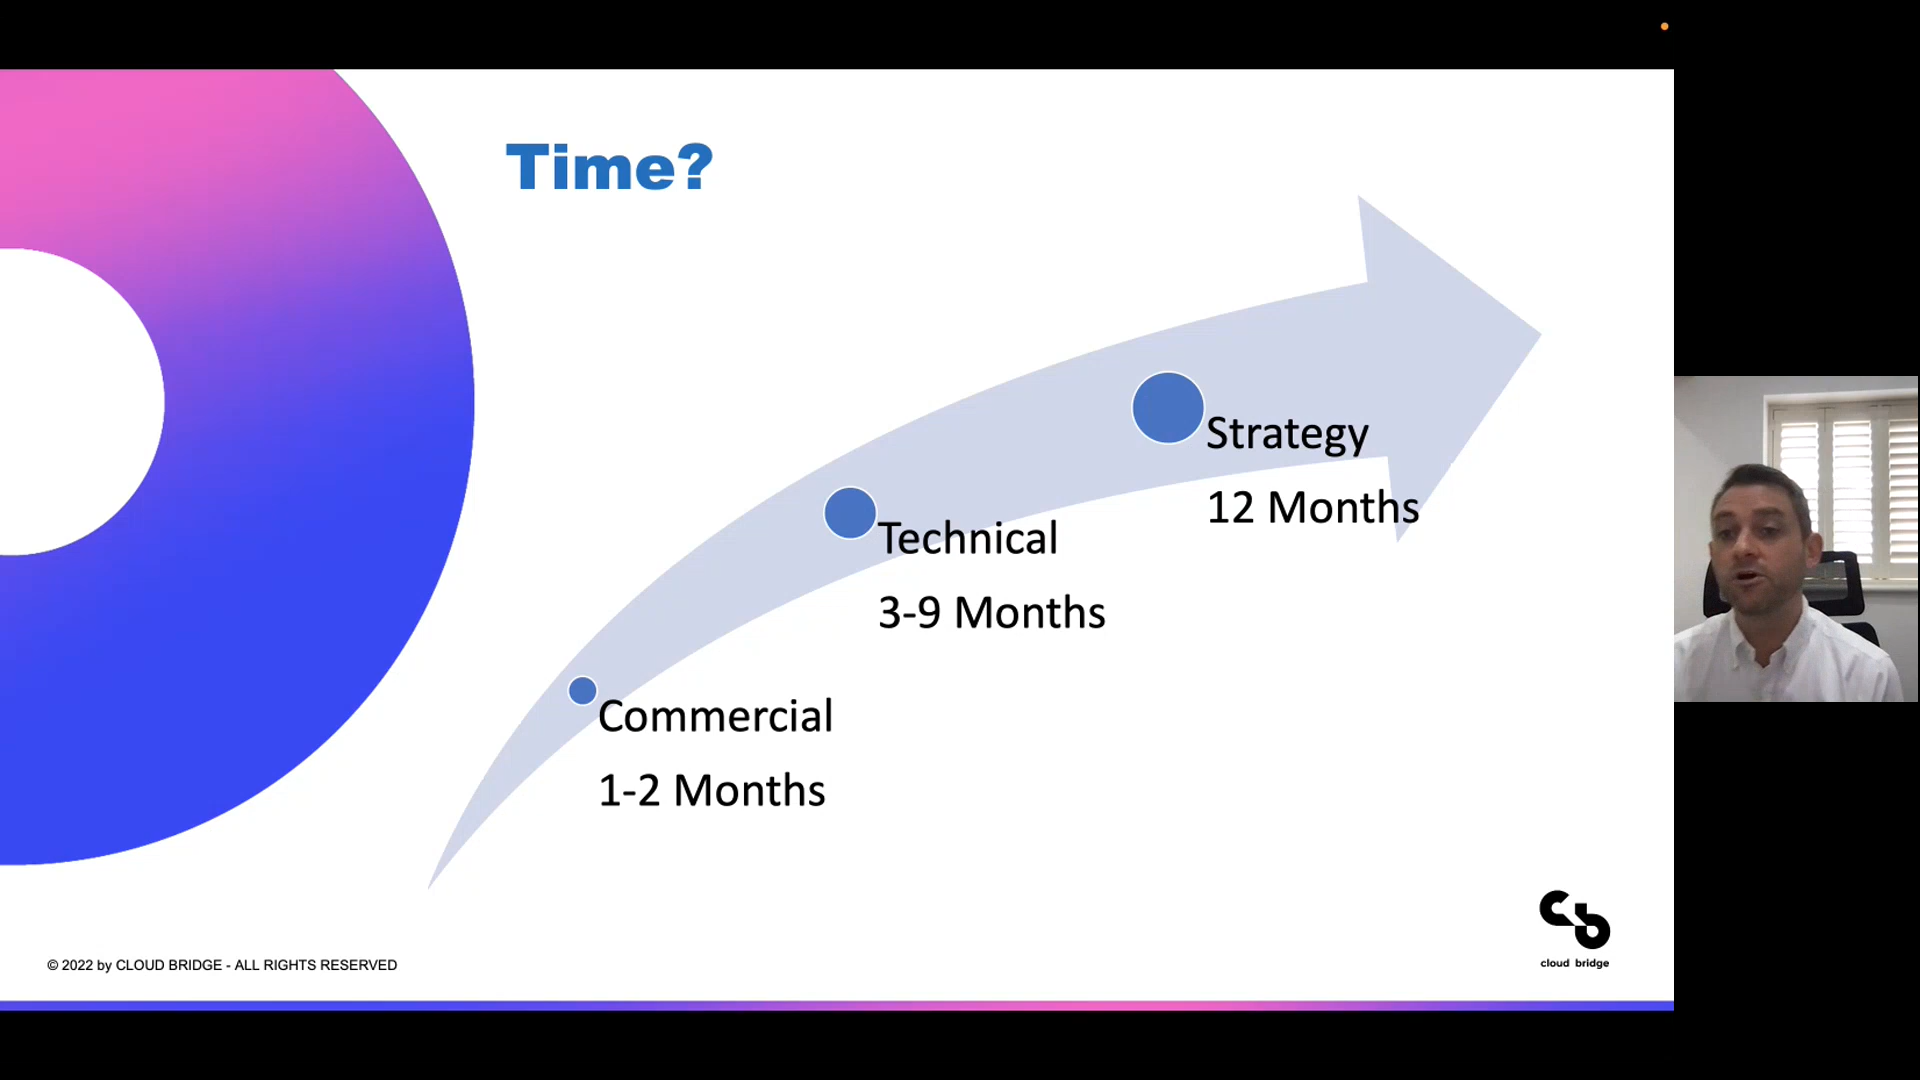 Time?
Strategy
12 Months
Technical
3-9 Months
Commercial
1-2 Months
© 2022 by CLOUD BRIDGE - ALL RIGHTS RESERVED
cb
cloud bridge